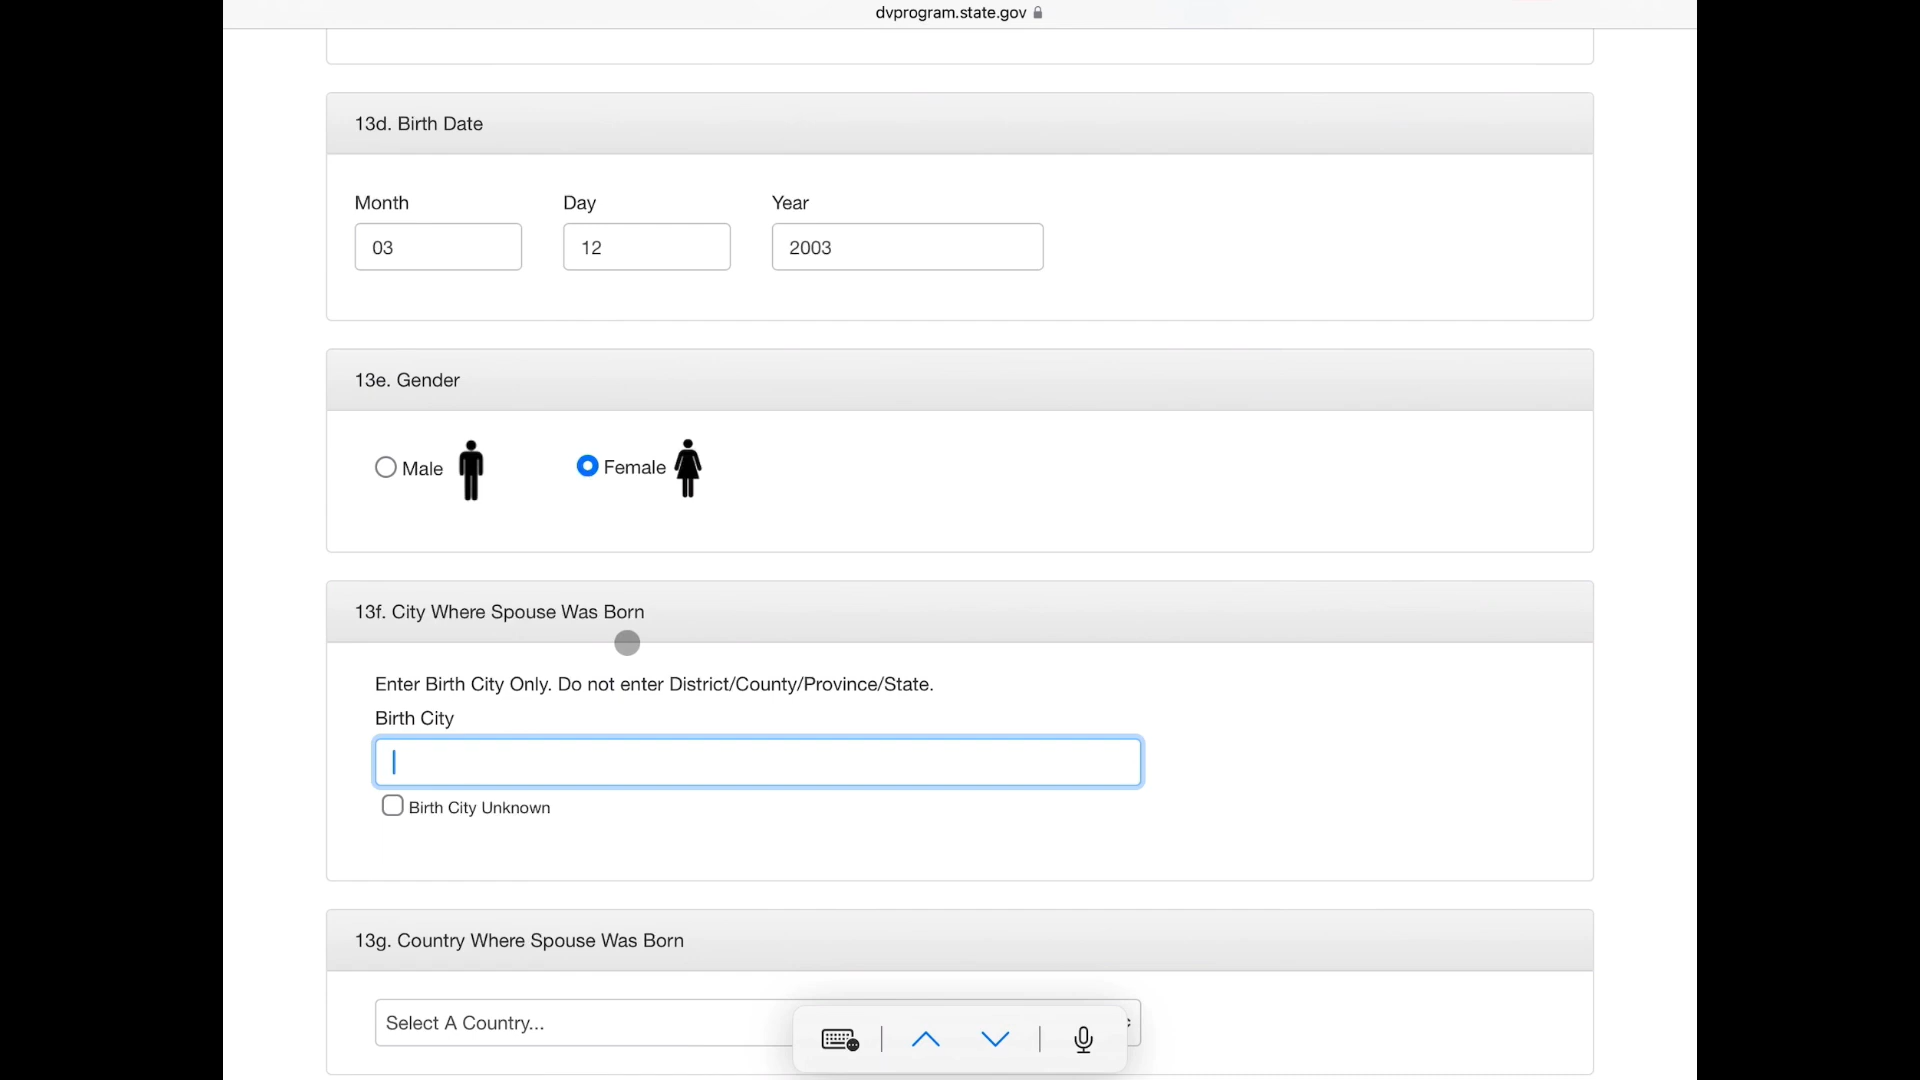 dvprogram.state.gov
13d. Birth Date
Month Day Year
03 12 2003
13e. Gender
Male Female
13f. City Where Spouse Was Born
Enter Birth City Only. Do not enter District/County/Province/State.
Birth City
Birth City Unknown
13g. Country Where Spouse Was Born
Select A Country...